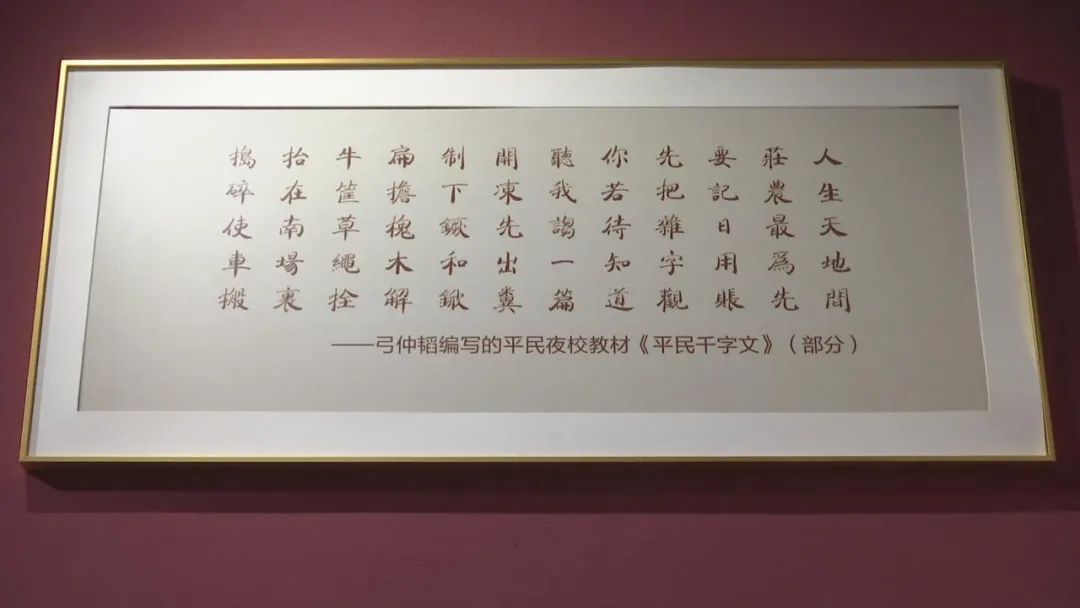 人生天地間
莊農最為先
要記日用賬
先把雜字觀
你若待知道
聽我謅一篇
開凍先出糞
制下鐝和鍁
扁擔槐木解
牛筐草繩拴
抬在南場裏
搗碎使車搬
——弓仲韬编写的平民夜校教材《平民千字文》（部分）